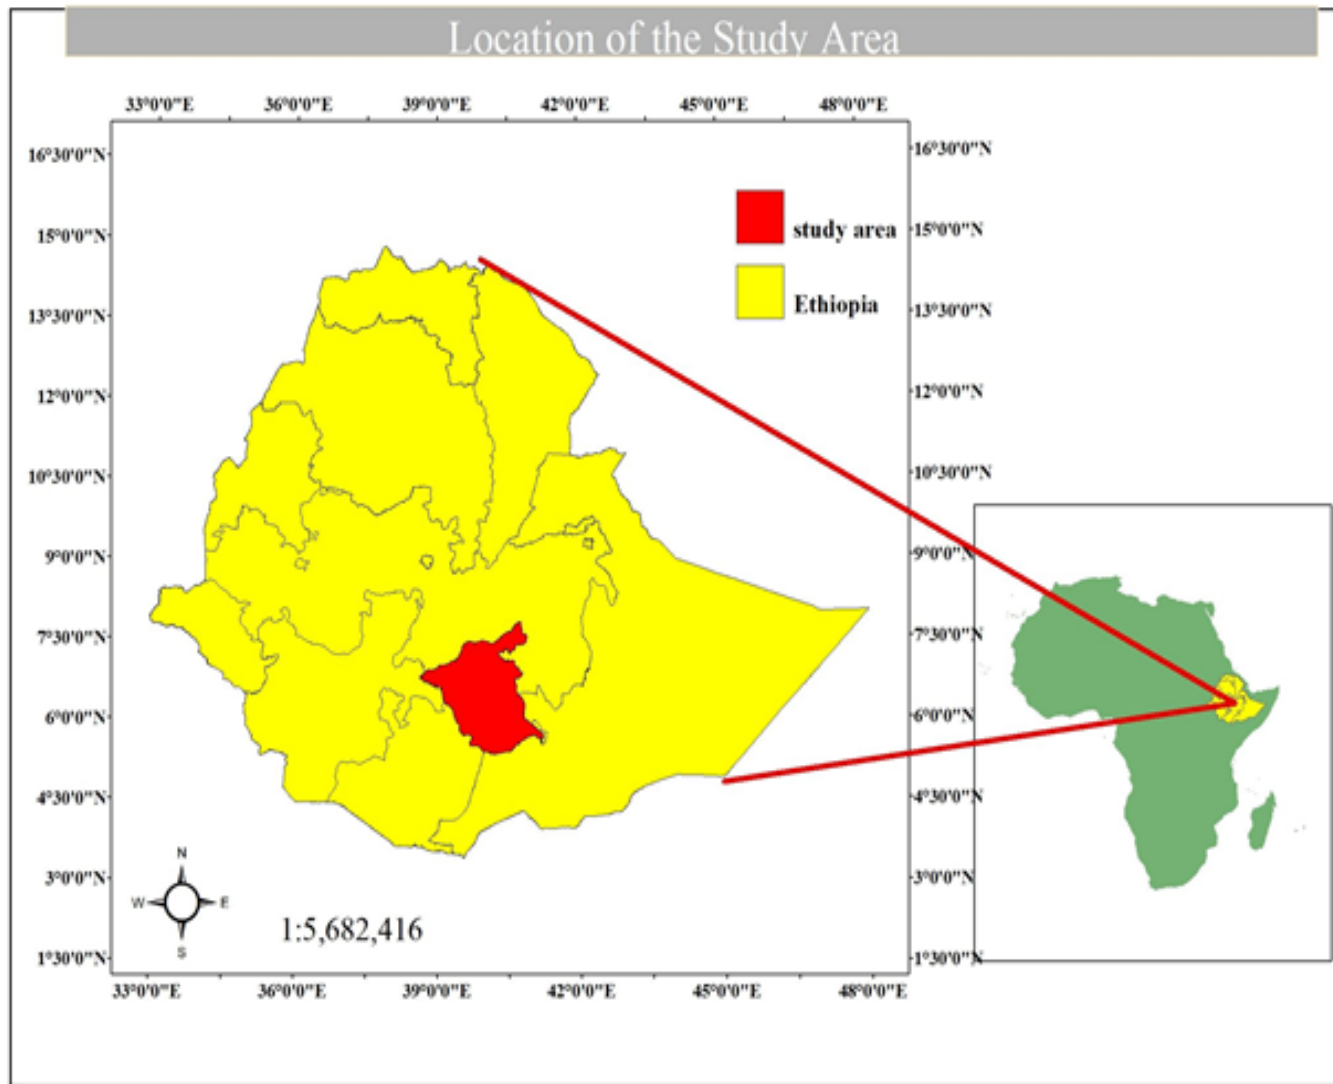 Location of the Study Area
33°0'0"E 36°0'0"E 39°0'0"E 42°0'0"E 45°0'0"E 48°0'0"E
16°30'0"N 16°30'0"N
study area
15°0'0"N 15°0'0"N
Ethiopia
13°30'0"N 13°30'0"N
12°0'0"N 12°0'0"N
10°30'0"N 10°30'0"N
9°0'0"N 9°0'0"N
7°30'0"N 7°30'0"N
6°0'0"N 6°0'0"N
4°30'0"N 4°30'0"N
3°0'0"N 3°0'0"N
N
W E
S
1:5,682,416
1°30'0"N 1°30'0"N
33°0'0"E 36°0'0"E 39°0'0"E 42°0'0"E 45°0'0"E 48°0'0"E